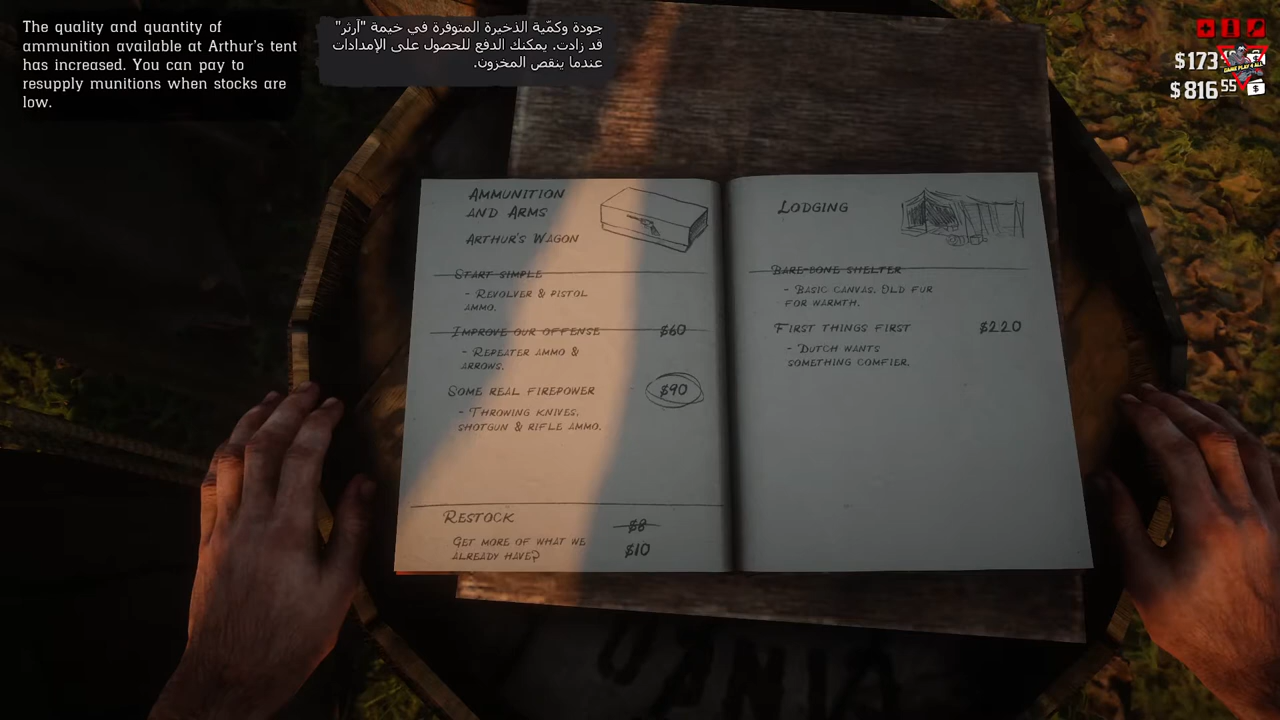 The quality and quantity of
ammunition available at Arthur's tent
has increased. You can pay to
resupply munitions when stocks are
low.
جودة وكمّية الذخيرة المتوفرة في خيمة "آرثر"
قد زادت. يمكنك الدفع للحصول على الإمدادات
عندما ينقص المخزون.
$173
$816 55
GAME PLAY 4 ALL
AMMUNITION
AND ARMS
ARTHUR'S WAGON
START SIMPLE
- REVOLVER & PISTOL
AMMO.
IMPROVE OUR OFFENSE $60
- REPEATER AMMO &
ARROWS.
SOME REAL FIREPOWER $90
- THROWING KNIVES,
SHOTGUN & RIFLE AMMO.
RESTOCK $8
GET MORE OF WHAT WE
ALREADY HAVE? $10
LODGING
BARE-BONE SHELTER
- BASIC CANVAS. OLD FUR
FOR WARMTH.
FIRST THINGS FIRST $220
- DUTCH WANTS
SOMETHING COMFIER.